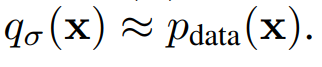 q_σ(𝐱) ≈ p_data(𝐱).